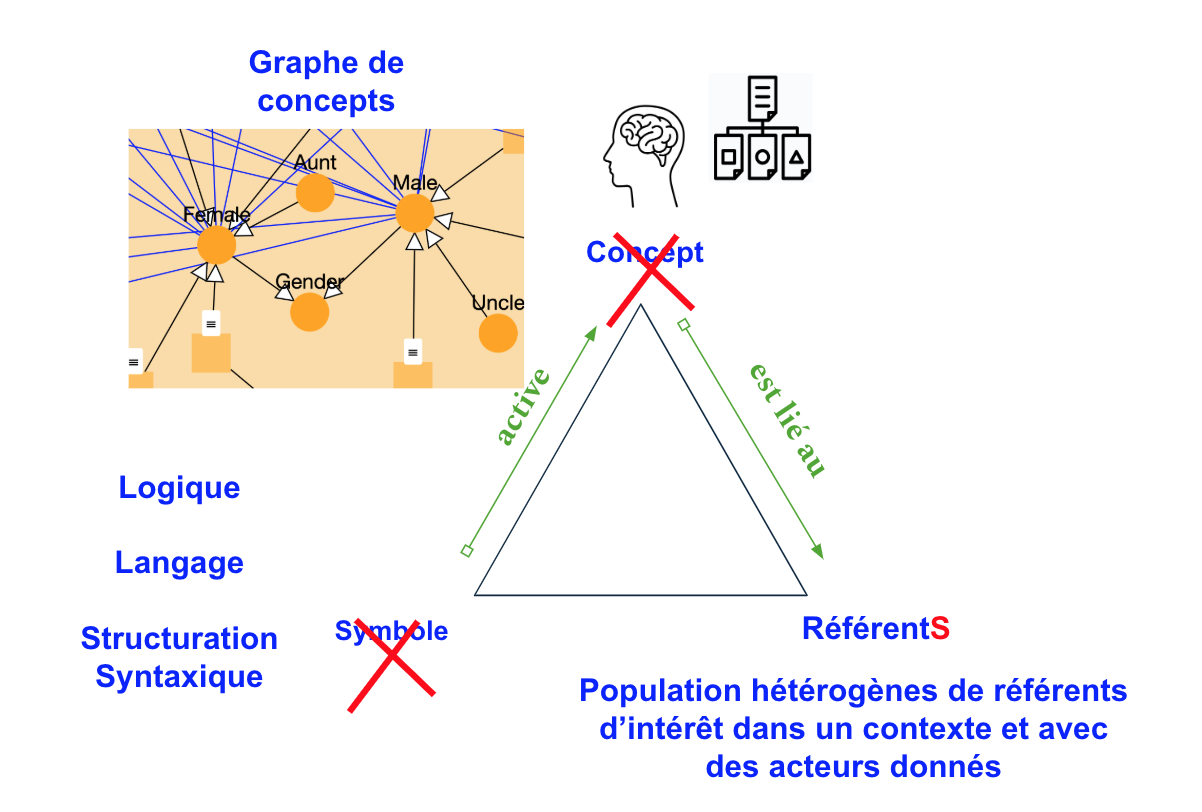 Graphe de
concepts
Aunt
Male
Female
Gender
Uncle
Concept
active
est lié au
Logique
Langage
Structuration
Syntaxique
Symbole
RéférentS
Population hétérogènes de référents
d’intérêt dans un contexte et avec
des acteurs donnés